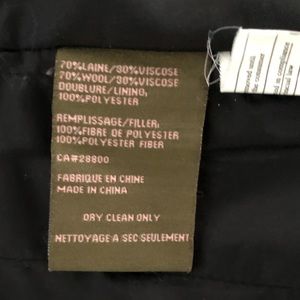 70%LAINE/30%VISCOSE
70%WOOL/30%VISCOSE
DOUBLURE/LINING,
100%POLYESTER
REMPLISSAGE/FILLER,
100%FIBRE DE POLYESTER
100%POLYESTER FIBER
CA#28800
FABRIQUE EN CHINE
MADE IN CHINA
DRY CLEAN ONLY
NETTOYAGE A SEC SEULEMENT